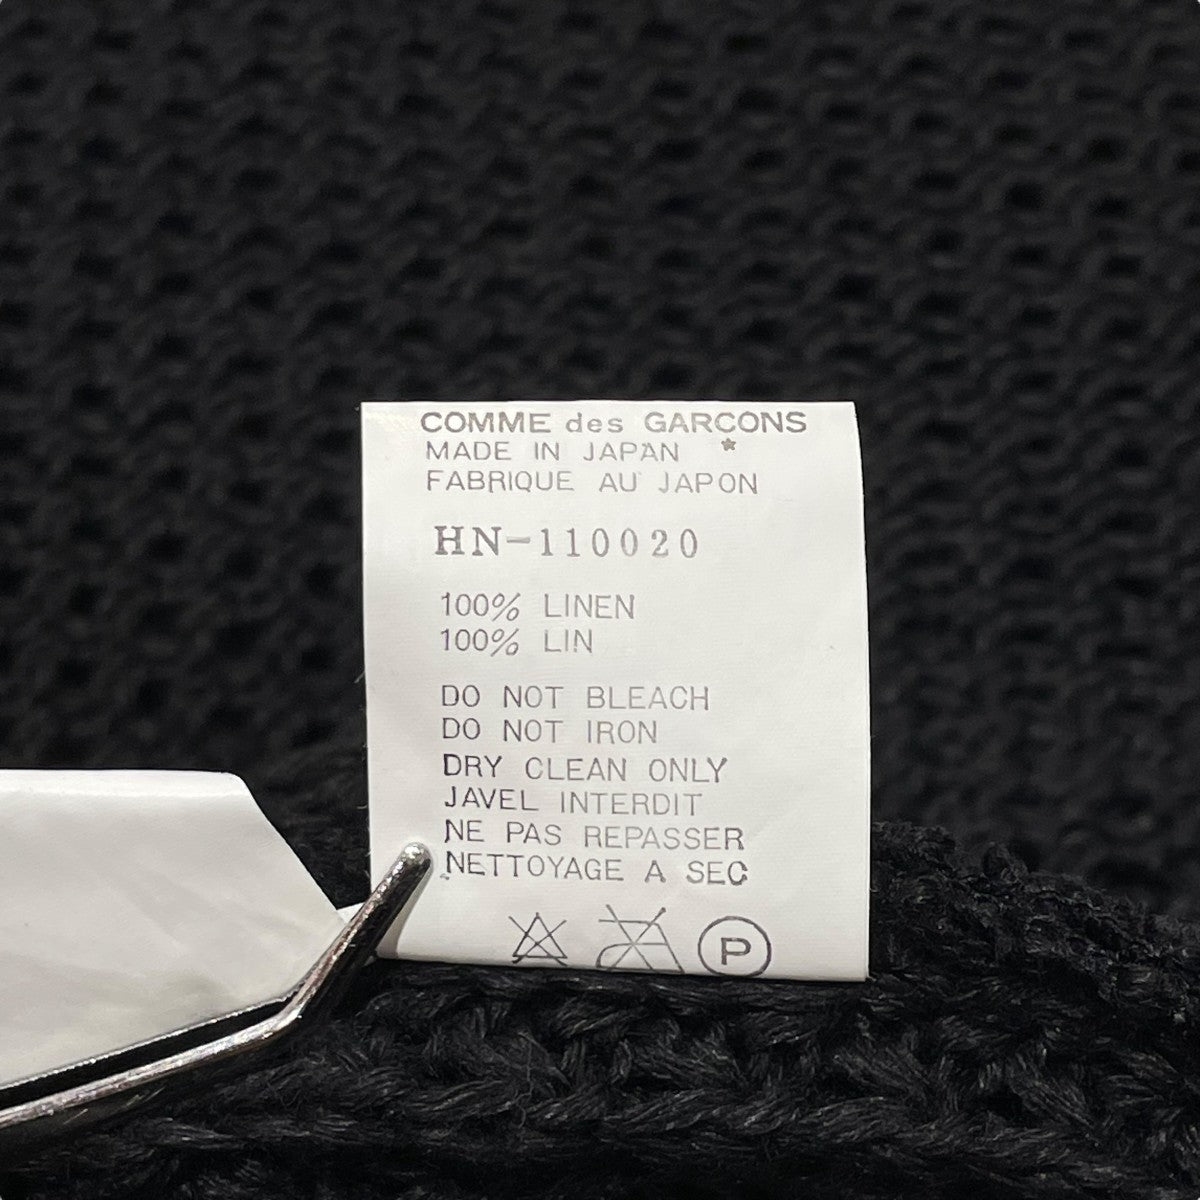 COMME des GARCONS
MADE IN JAPAN *
FABRIQUE AU JAPON
HN-110020
100% LINEN
100% LIN
DO NOT BLEACH
DO NOT IRON
DRY CLEAN ONLY
JAVEL INTERDIT
NE PAS REPASSER
NETTOYAGE A SEC
P